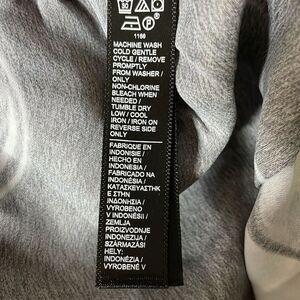 1166
MACHINE WASH
COLD GENTLE
CYCLE / REMOVE
PROMPTLY
FROM WASHER /
ONLY
NON-CHLORINE
BLEACH WHEN
NEEDED /
TUMBLE DRY
LOW / COOL
IRON / IRON ON
REVERSE SIDE
ONLY
FABRIQUE EN
INDONÉSIE /
HECHO EN
INDONESIA /
FABRICADO NA
INDONÉSIA /
ΚΑΤΑΣΚΕΥΑΣΤΗΚ
Ε ΣΤΗΝ
ΙΝΔΟΝΗΣΙΑ /
VYROBENO
V INDONÉSII /
ZEMLJA
PROIZVODNJE
INDONEZIJA /
SZÁRMAZÁSI
HELY:
INDONÉZIA /
VYROBENÉ V